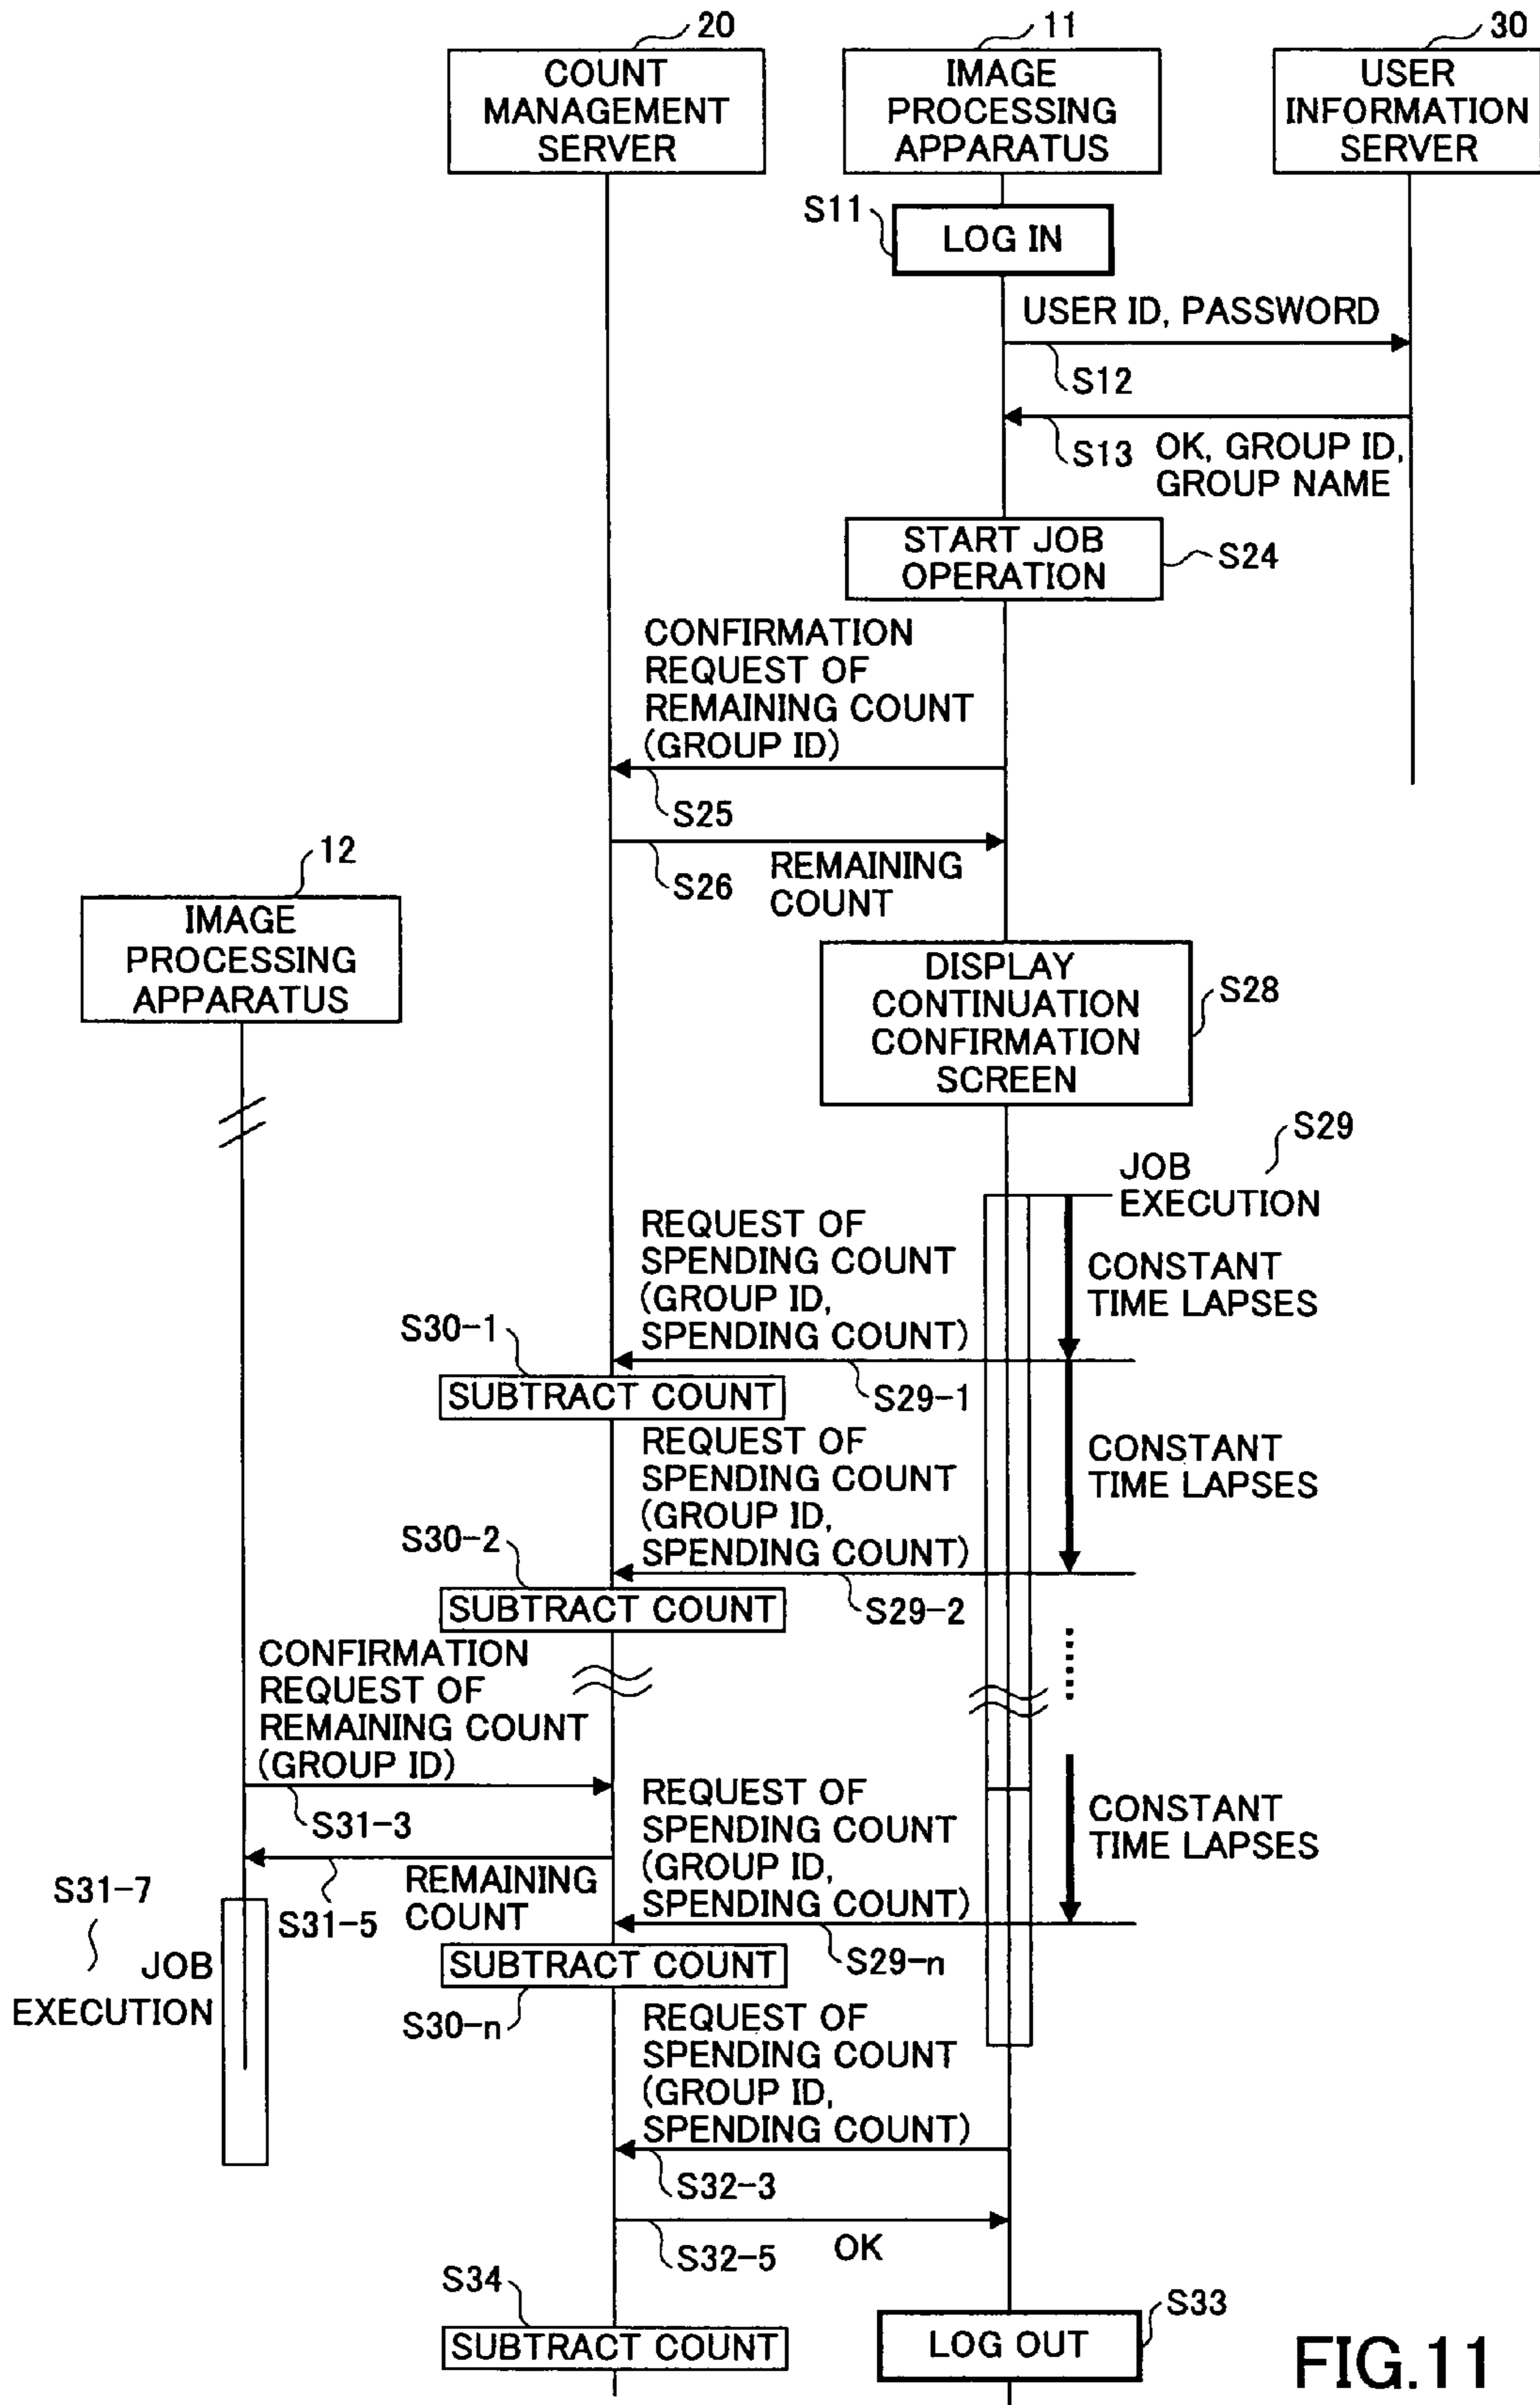 20
11
30
COUNT
MANAGEMENT
SERVER
IMAGE
PROCESSING
APPARATUS
USER
INFORMATION
SERVER
S11
LOG IN
USER ID, PASSWORD
S12
S13
OK, GROUP ID,
GROUP NAME
START JOB
OPERATION
S24
CONFIRMATION
REQUEST OF
REMAINING COUNT
(GROUP ID)
S25
S26
REMAINING
COUNT
12
IMAGE
PROCESSING
APPARATUS
DISPLAY
CONTINUATION
CONFIRMATION
SCREEN
S28
S29
JOB
EXECUTION
REQUEST OF
SPENDING COUNT
(GROUP ID,
SPENDING COUNT)
CONSTANT
TIME LAPSES
S30-1
S29-1
SUBTRACT COUNT
REQUEST OF
SPENDING COUNT
(GROUP ID,
SPENDING COUNT)
CONSTANT
TIME LAPSES
S30-2
S29-2
SUBTRACT COUNT
CONFIRMATION
REQUEST OF
REMAINING COUNT
(GROUP ID)
S31-3
REQUEST OF
SPENDING COUNT
(GROUP ID,
SPENDING COUNT)
CONSTANT
TIME LAPSES
S31-5
REMAINING
COUNT
S31-7
JOB
EXECUTION
S29-n
SUBTRACT COUNT
S30-n
REQUEST OF
SPENDING COUNT
(GROUP ID,
SPENDING COUNT)
S32-3
S32-5
OK
S34
SUBTRACT COUNT
S33
LOG OUT
FIG.11